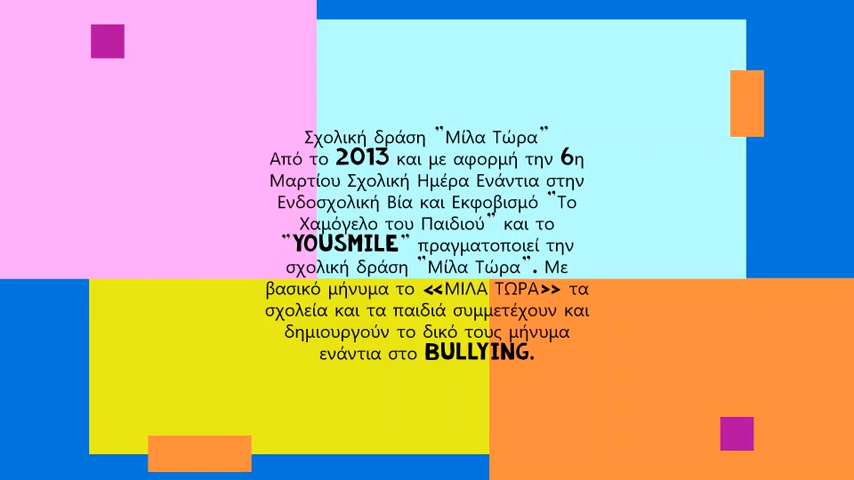 Σχολική δράση "Μίλα Τώρα"
Από το 2013 και με αφορμή την 6η
Μαρτίου Σχολική Ημέρα Ενάντια στην
Ενδοσχολική Βία και Εκφοβισμό "Το
Χαμόγελο του Παιδιού" και το
"YOUSMILE" πραγματοποιεί την
σχολική δράση "Μίλα Τώρα". Με
βασικό μήνυμα το <<ΜΙΛΑ ΤΩΡΑ>> τα
σχολεία και τα παιδιά συμμετέχουν και
δημιουργούν το δικό τους μήνυμα
ενάντια στο BULLYING.